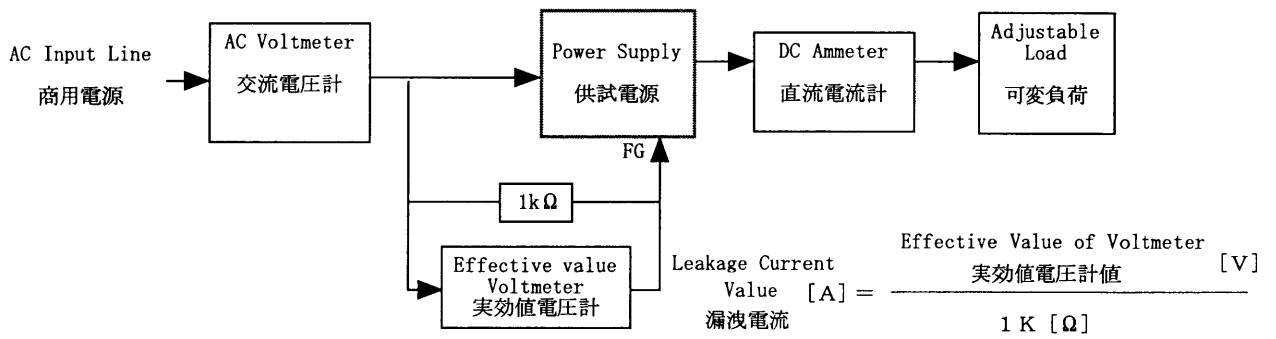 AC Input Line
商用電源
AC Voltmeter
交流電圧計
Power Supply
供試電源
DC Ammeter
直流電流計
Adjustable
Load
可変負荷
FG
1kΩ
Effective value
Voltmeter
実効値電圧計
Leakage Current
Value [A] =
漏洩電流
Effective Value of Voltmeter
実効値電圧計値 [V]
1 K [Ω]